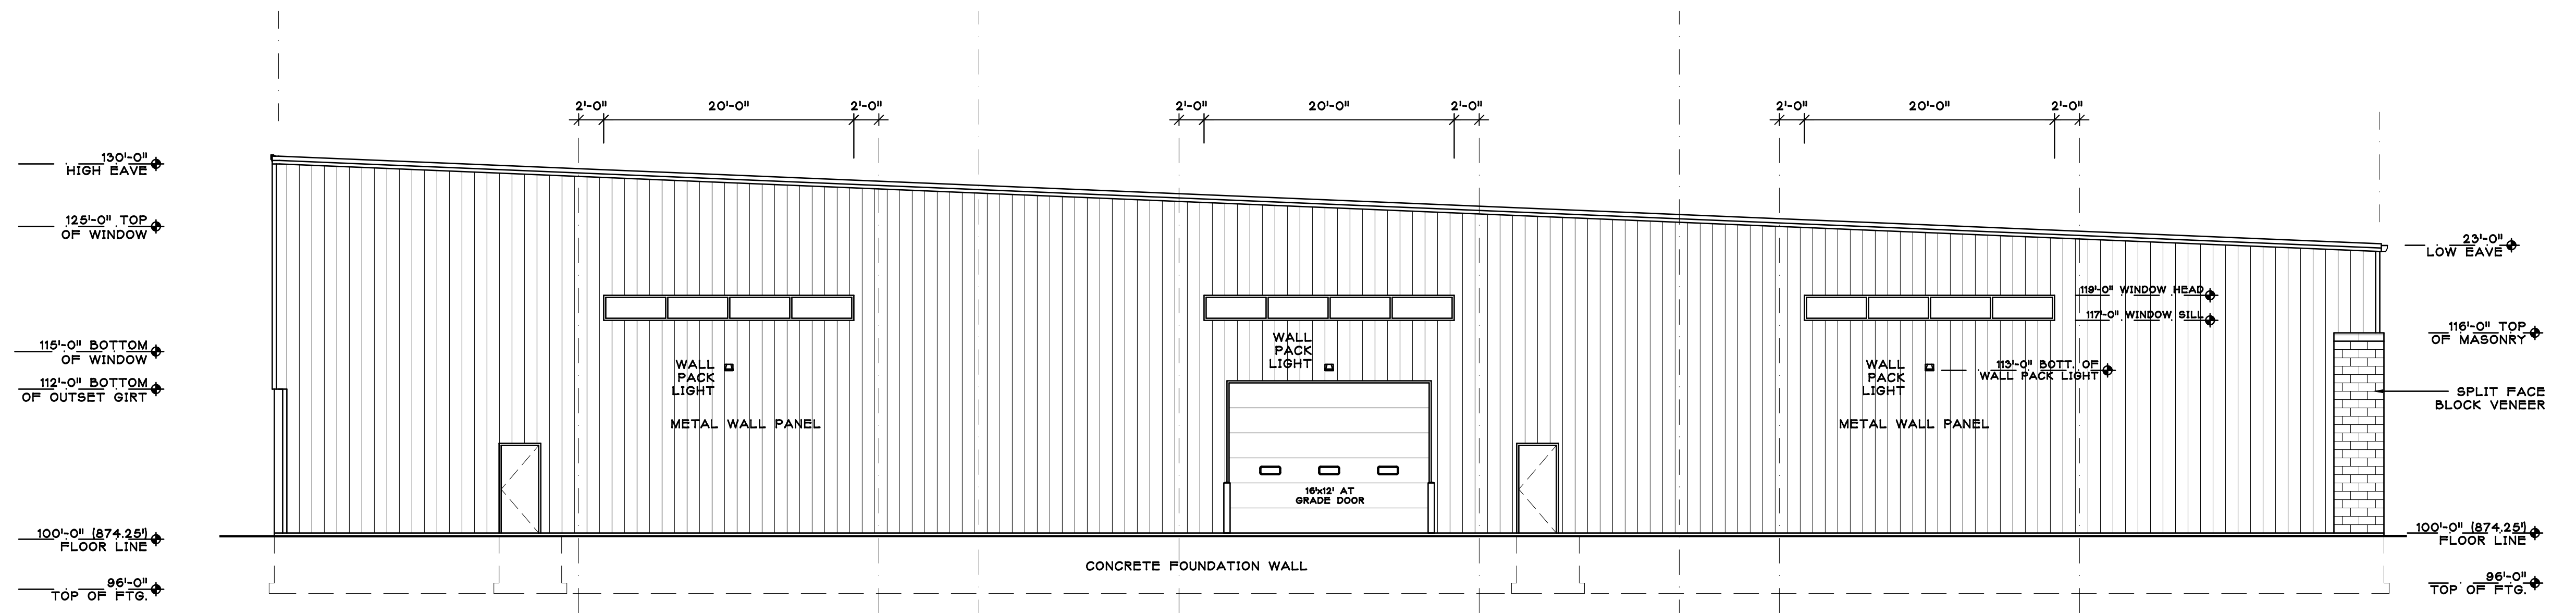 2'-0" 20'-0" 2'-0"
2'-0" 20'-0" 2'-0"
2'-0" 20'-0" 2'-0"
130'-0"
HIGH EAVE
125'-0" TOP
OF WINDOW
115'-0" BOTTOM
OF WINDOW
112'-0" BOTTOM
OF OUTSET GIRT
100'-0" (874.25')
FLOOR LINE
96'-0"
TOP OF FTG.
WALL
PACK
LIGHT
METAL WALL PANEL
WALL
PACK
LIGHT
16'x12' AT
GRADE DOOR
CONCRETE FOUNDATION WALL
119'-0" WINDOW HEAD
117'-0" WINDOW SILL
WALL
PACK
LIGHT
113'-0" BOTT. OF
WALL PACK LIGHT
METAL WALL PANEL
23'-0"
LOW EAVE
116'-0" TOP
OF MASONRY
SPLIT FACE
BLOCK VENEER
100'-0" (874.25')
FLOOR LINE
96'-0"
TOP OF FTG.